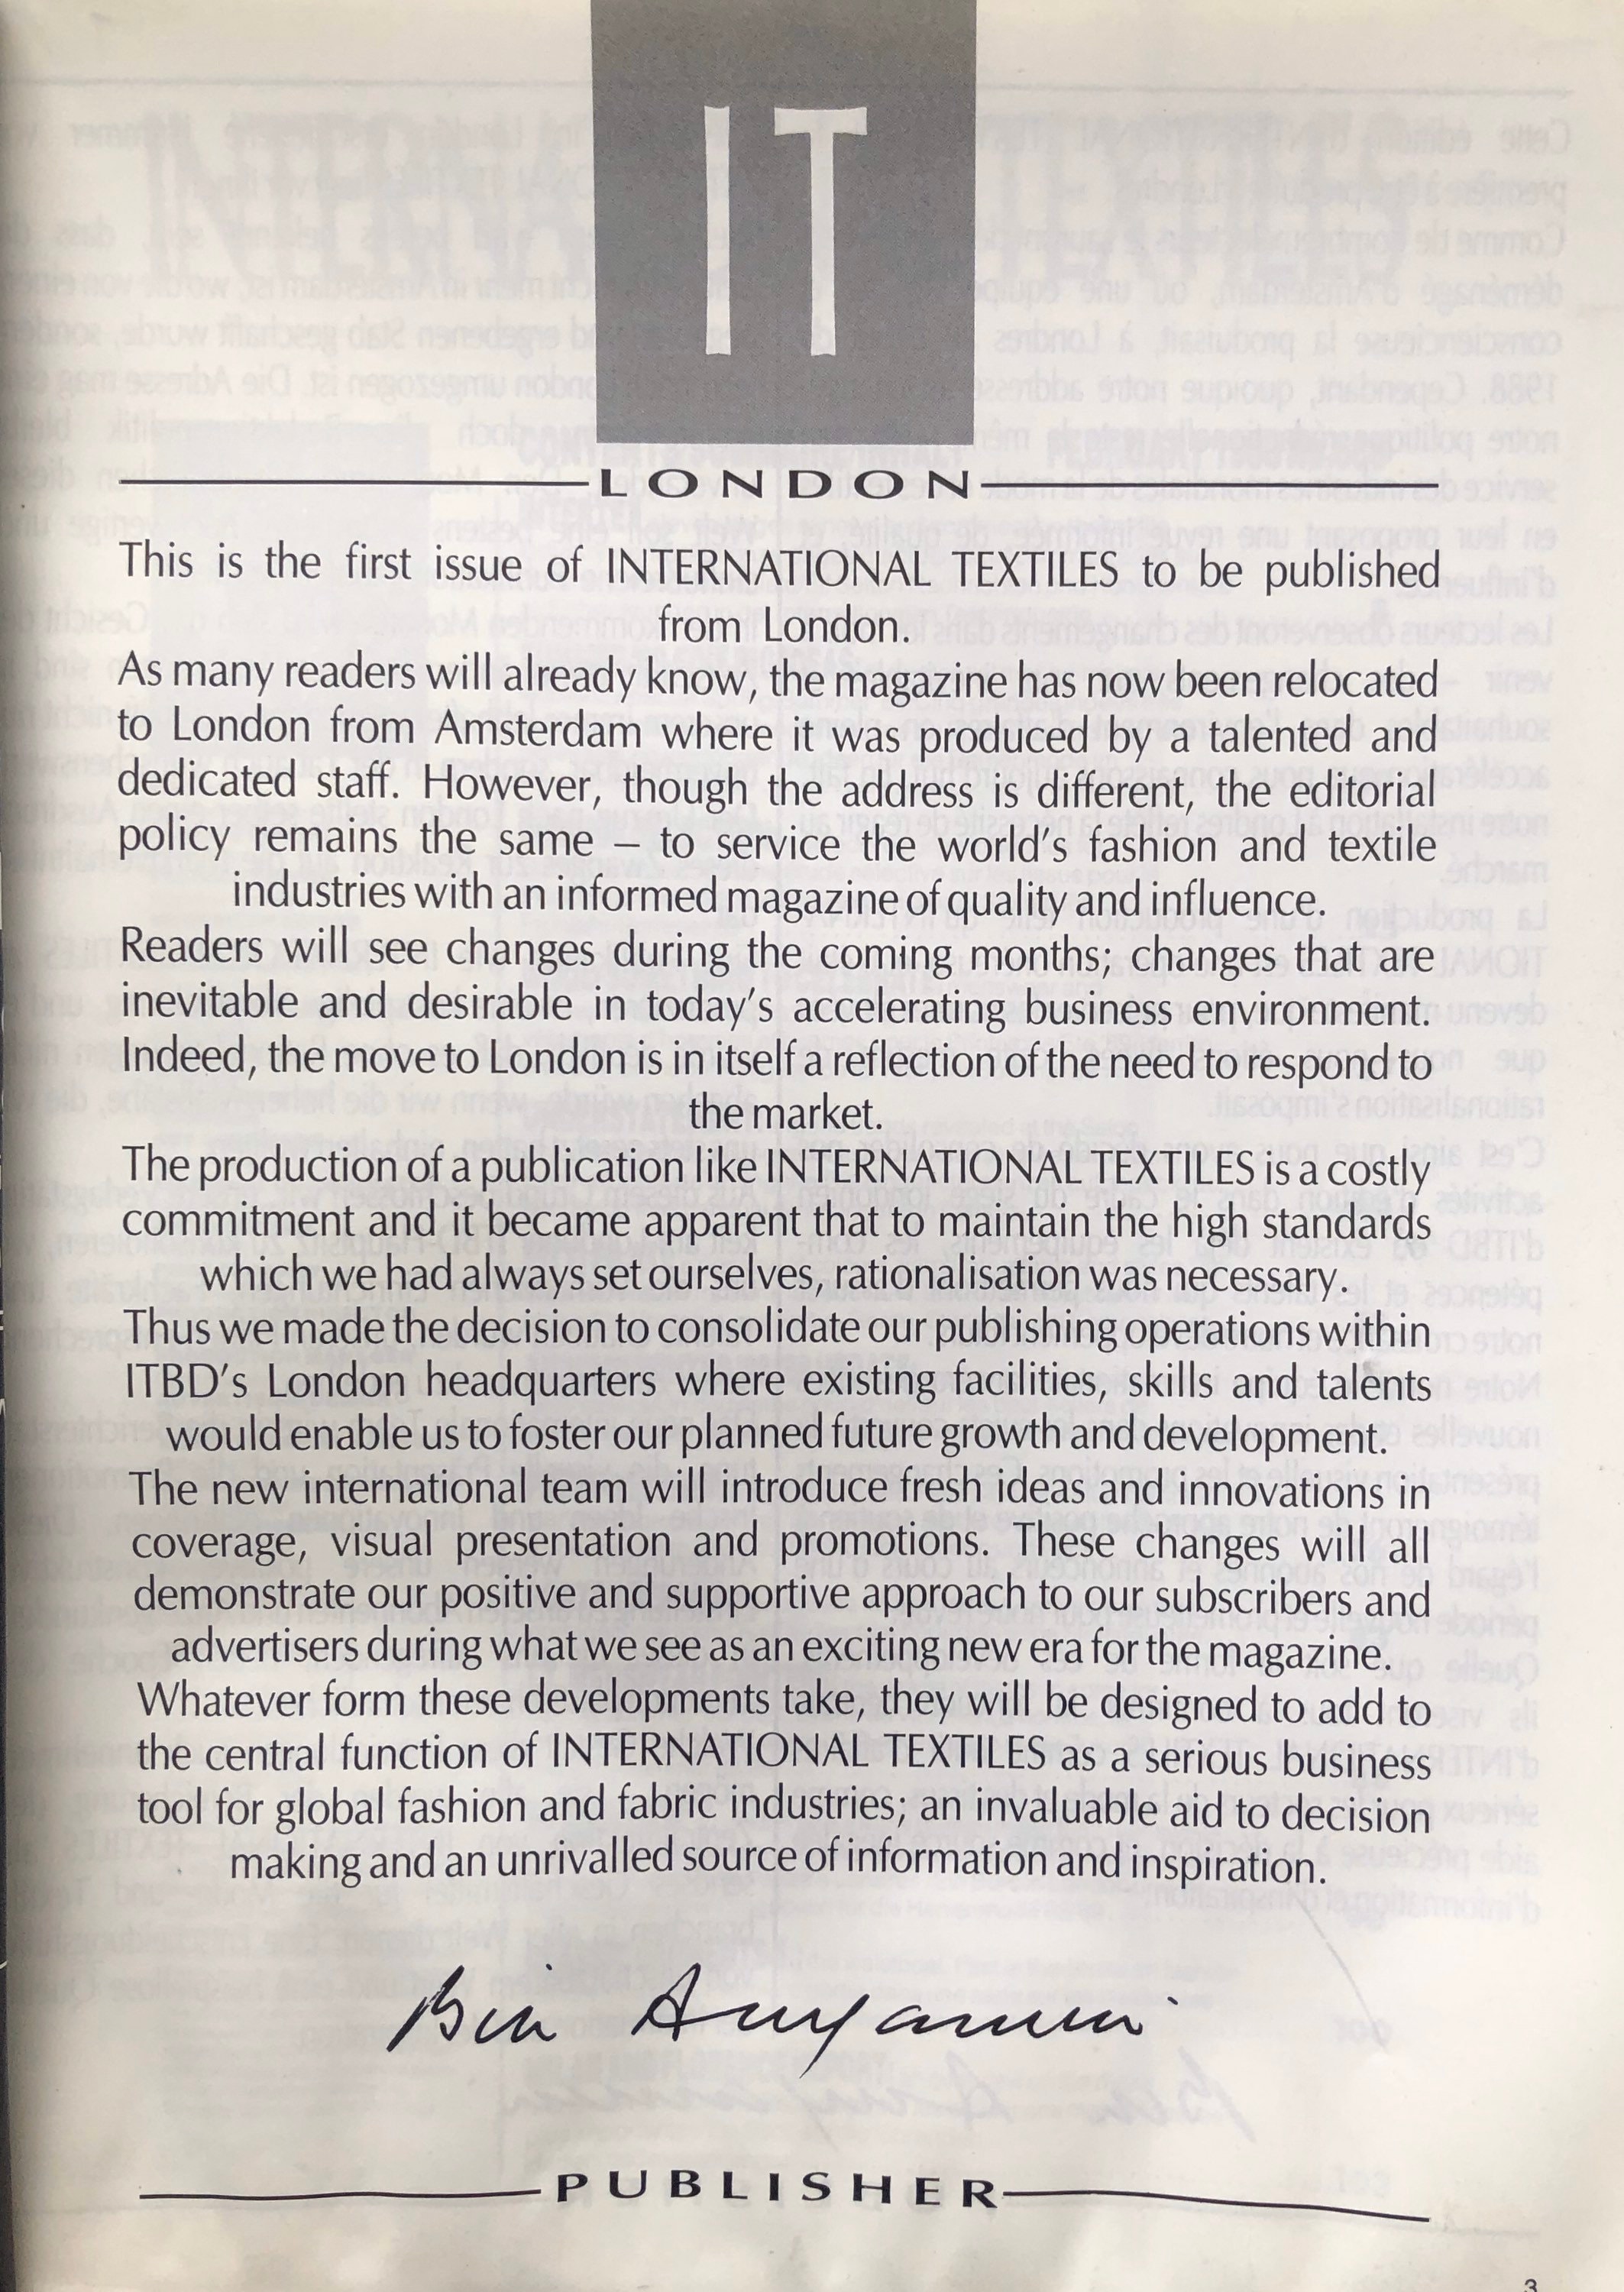 IT
LONDON
This is the first issue of INTERNATIONAL TEXTILES to be published
from London.
As many readers will already know, the magazine has now been relocated
to London from Amsterdam where it was produced by a talented and
dedicated staff. However, though the address is different, the editorial
policy remains the same – to service the world's fashion and textile
industries with an informed magazine of quality and influence.
Readers will see changes during the coming months; changes that are
inevitable and desirable in today's accelerating business environment.
Indeed, the move to London is in itself a reflection of the need to respond to
the market.
The production of a publication like INTERNATIONAL TEXTILES is a costly
commitment and it became apparent that to maintain the high standards
which we had always set ourselves, rationalisation was necessary.
Thus we made the decision to consolidate our publishing operations within
ITBD's London headquarters where existing facilities, skills and talents
would enable us to foster our planned future growth and development.
The new international team will introduce fresh ideas and innovations in
coverage, visual presentation and promotions. These changes will all
demonstrate our positive and supportive approach to our subscribers and
advertisers during what we see as an exciting new era for the magazine.
Whatever form these developments take, they will be designed to add to
the central function of INTERNATIONAL TEXTILES as a serious business
tool for global fashion and fabric industries; an invaluable aid to decision
making and an unrivalled source of information and inspiration.
PUBLISHER
3